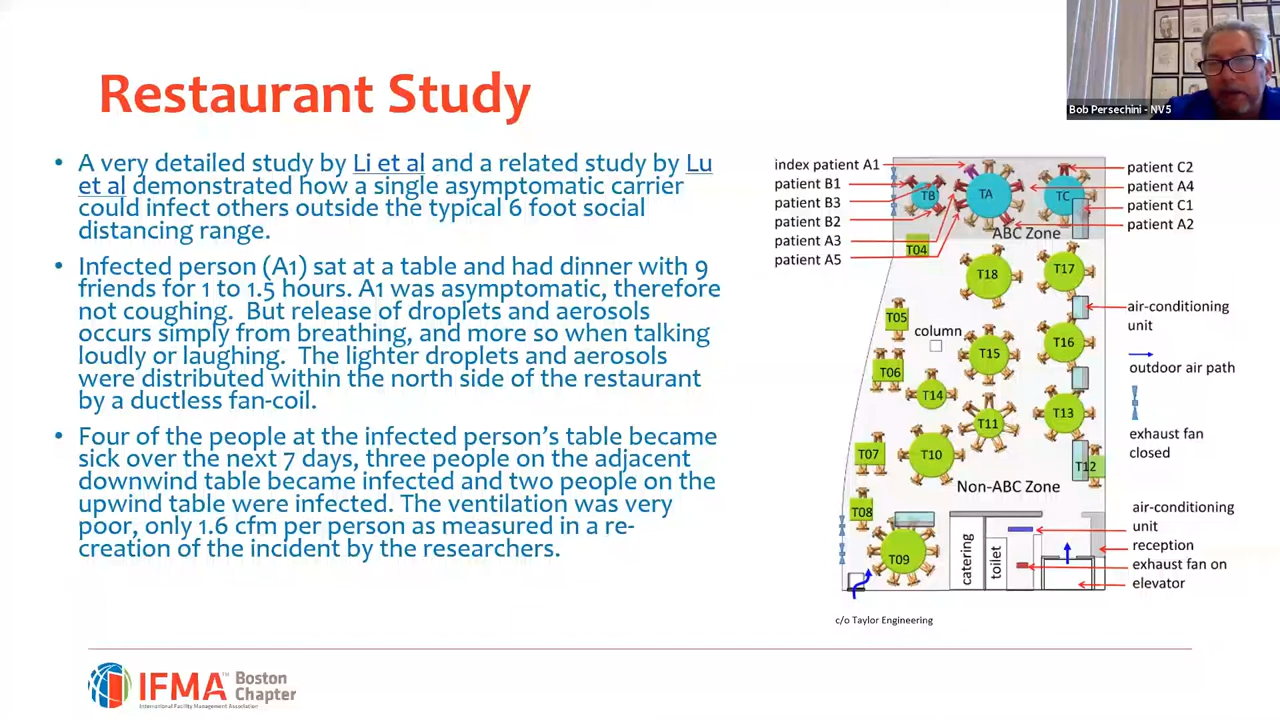 Restaurant Study
• A very detailed study by Li et al and a related study by Lu
et al demonstrated how a single asymptomatic carrier
could infect others outside the typical 6 foot social
distancing range.
• Infected person (A1) sat at a table and had dinner with 9
friends for 1 to 1.5 hours. A1 was asymptomatic, therefore
not coughing. But release of droplets and aerosols
occurs simply from breathing, and more so when talking
loudly or laughing. The lighter droplets and aerosols
were distributed within the north side of the restaurant
by a ductless fan-coil.
• Four of the people at the infected person's table became
sick over the next 7 days, three people on the adjacent
downwind table became infected and two people on the
upwind table were infected. The ventilation was very
poor, only 1.6 cfm per person as measured in a re-
creation of the incident by the researchers.
Bob Persechini - NV5
index patient A1
patient B1
patient B3
patient B2
patient A3
patient A5
patient C2
patient A4
patient C1
patient A2
TB
TA
TC
ABC Zone
T04
T18
T17
T05
column
T16
T15
T06
T14
T13
T11
T07
T10
T12
Non-ABC Zone
T08
T09
catering
toilet
air-conditioning
unit
outdoor air path
exhaust fan
closed
air-conditioning
unit
reception
exhaust fan on
elevator
c/o Taylor Engineering
IFMA™
Boston
Chapter
International Facility Management Association